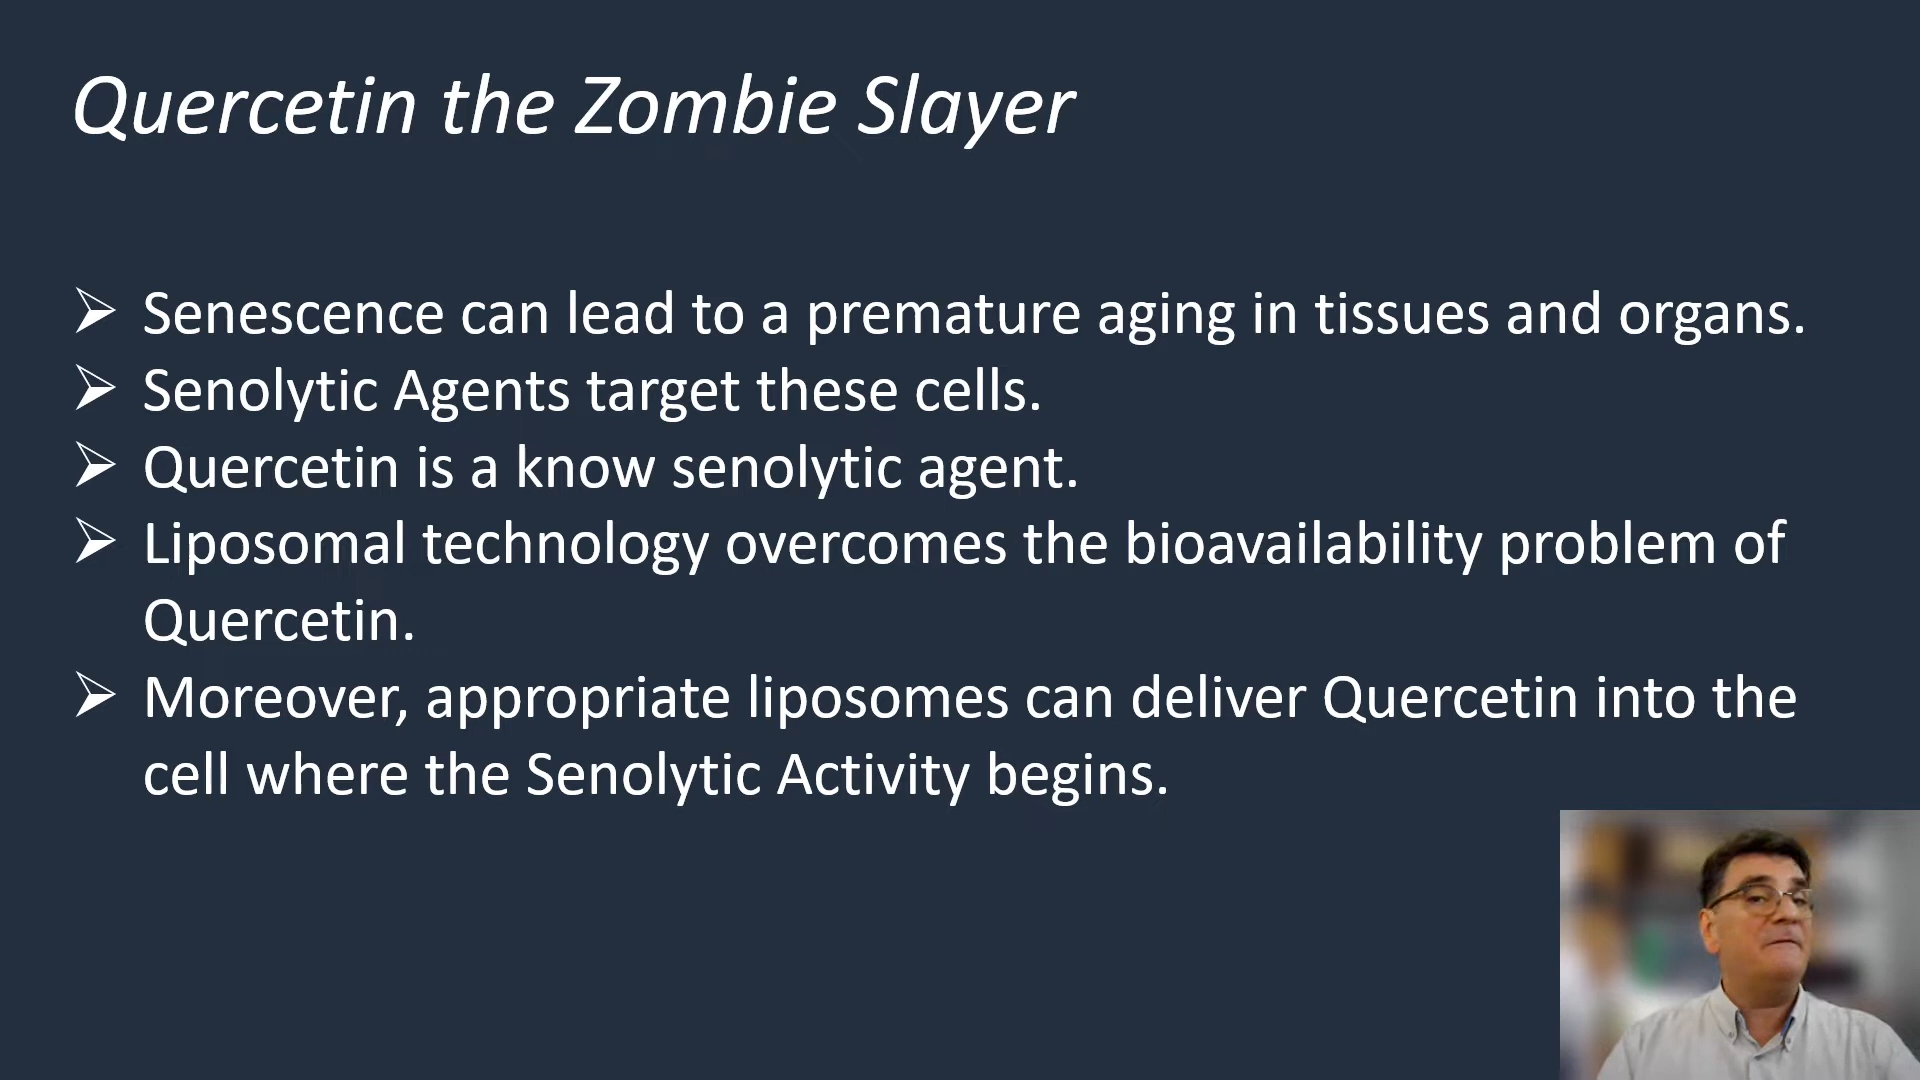 Quercetin the Zombie Slayer
➢ Senescence can lead to a premature aging in tissues and organs.
➢ Senolytic Agents target these cells.
➢ Quercetin is a know senolytic agent.
➢ Liposomal technology overcomes the bioavailability problem of
Quercetin.
➢ Moreover, appropriate liposomes can deliver Quercetin into the
cell where the Senolytic Activity begins.